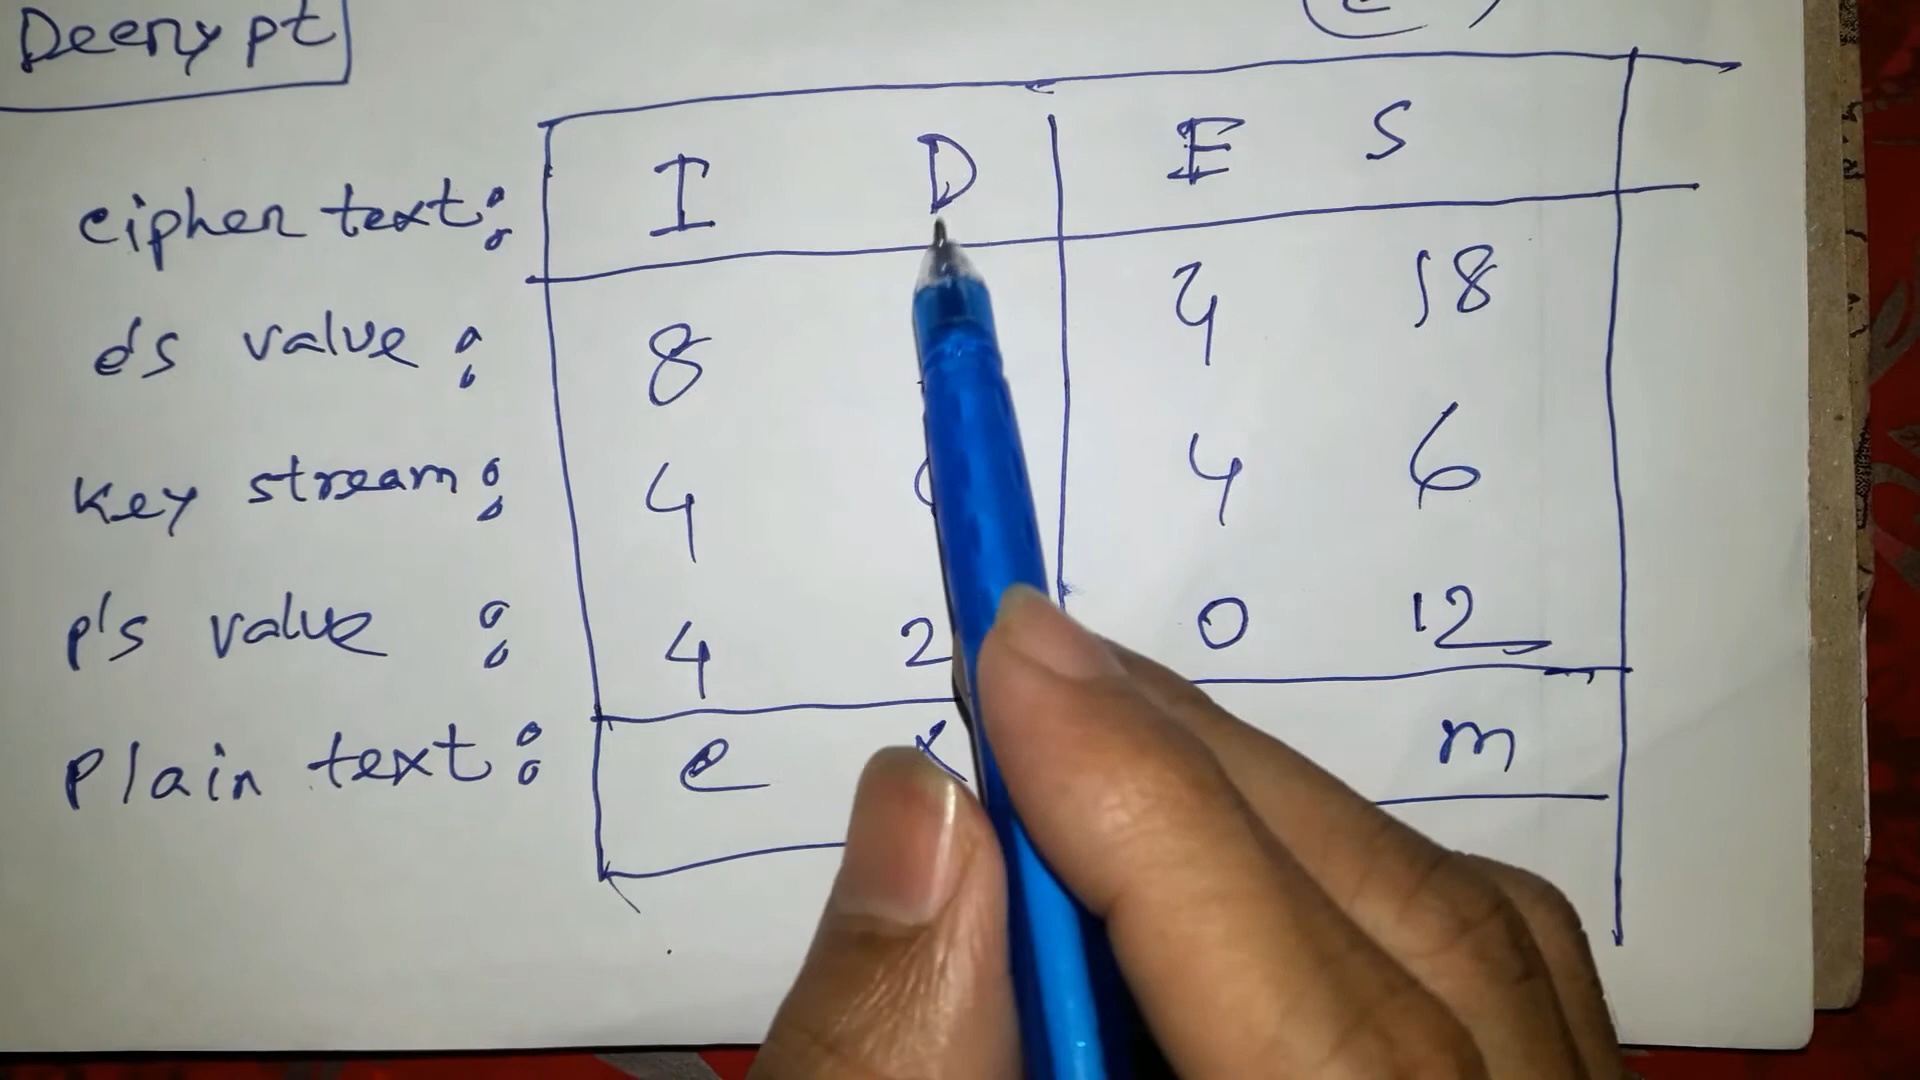 Decrypt
cipher text: I D E S
c's value: 8 4 18
key stream: 4 4 6
p's value: 4 2 0 12
plain text: e x m